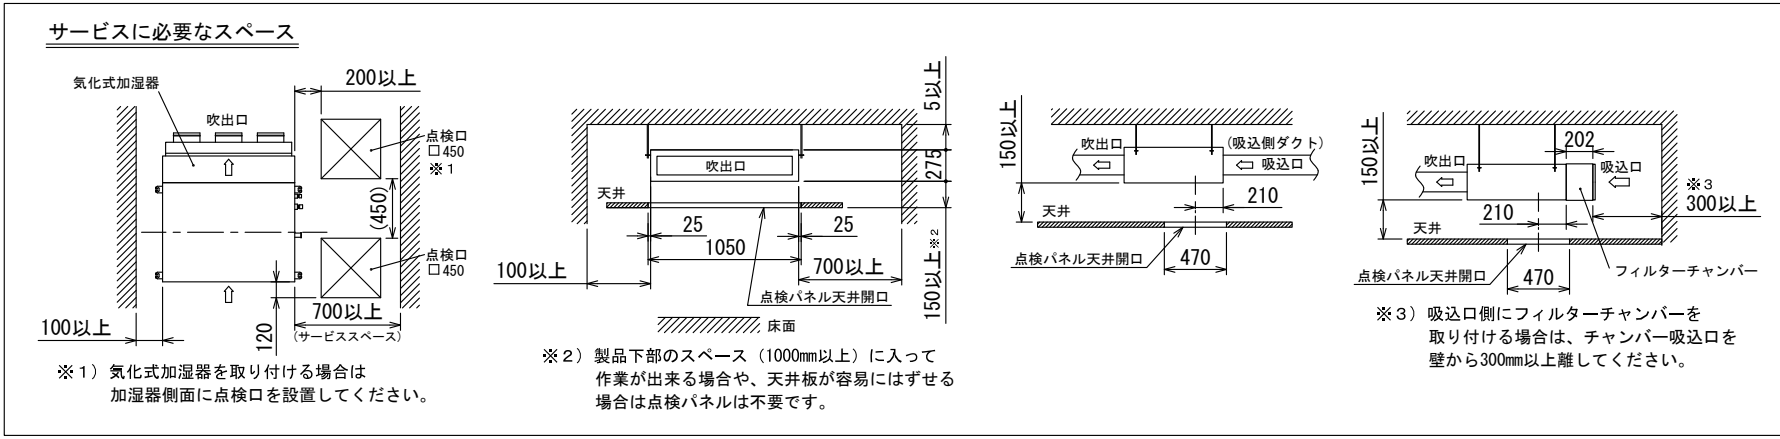 サービスに必要なスペース
気化式加湿器
吹出口
200以上
点検口
□450
※1
(450)
点検口
□450
100以上
120
700以上
(サービススペース)
※1) 気化式加湿器を取り付ける場合は
加湿器側面に点検口を設置してください。
5以上
275
吹出口
天井
25
1050
25
100以上
700以上
150以上※2
点検パネル天井開口
床面
※2) 製品下部のスペース (1000mm以上) に入って
作業が出来る場合や、天井板が容易にはずせる
場合は点検パネルは不要です。
150以上
吹出口
(吸込側ダクト)
吸込口
天井
210
点検パネル天井開口
470
150以上
吹出口
202
吸込口
※3
300以上
天井
210
点検パネル天井開口
470
フィルターチャンバー
※3) 吸込口側にフィルターチャンバーを
取り付ける場合は、チャンバー吸込口を
壁から300mm以上離してください。